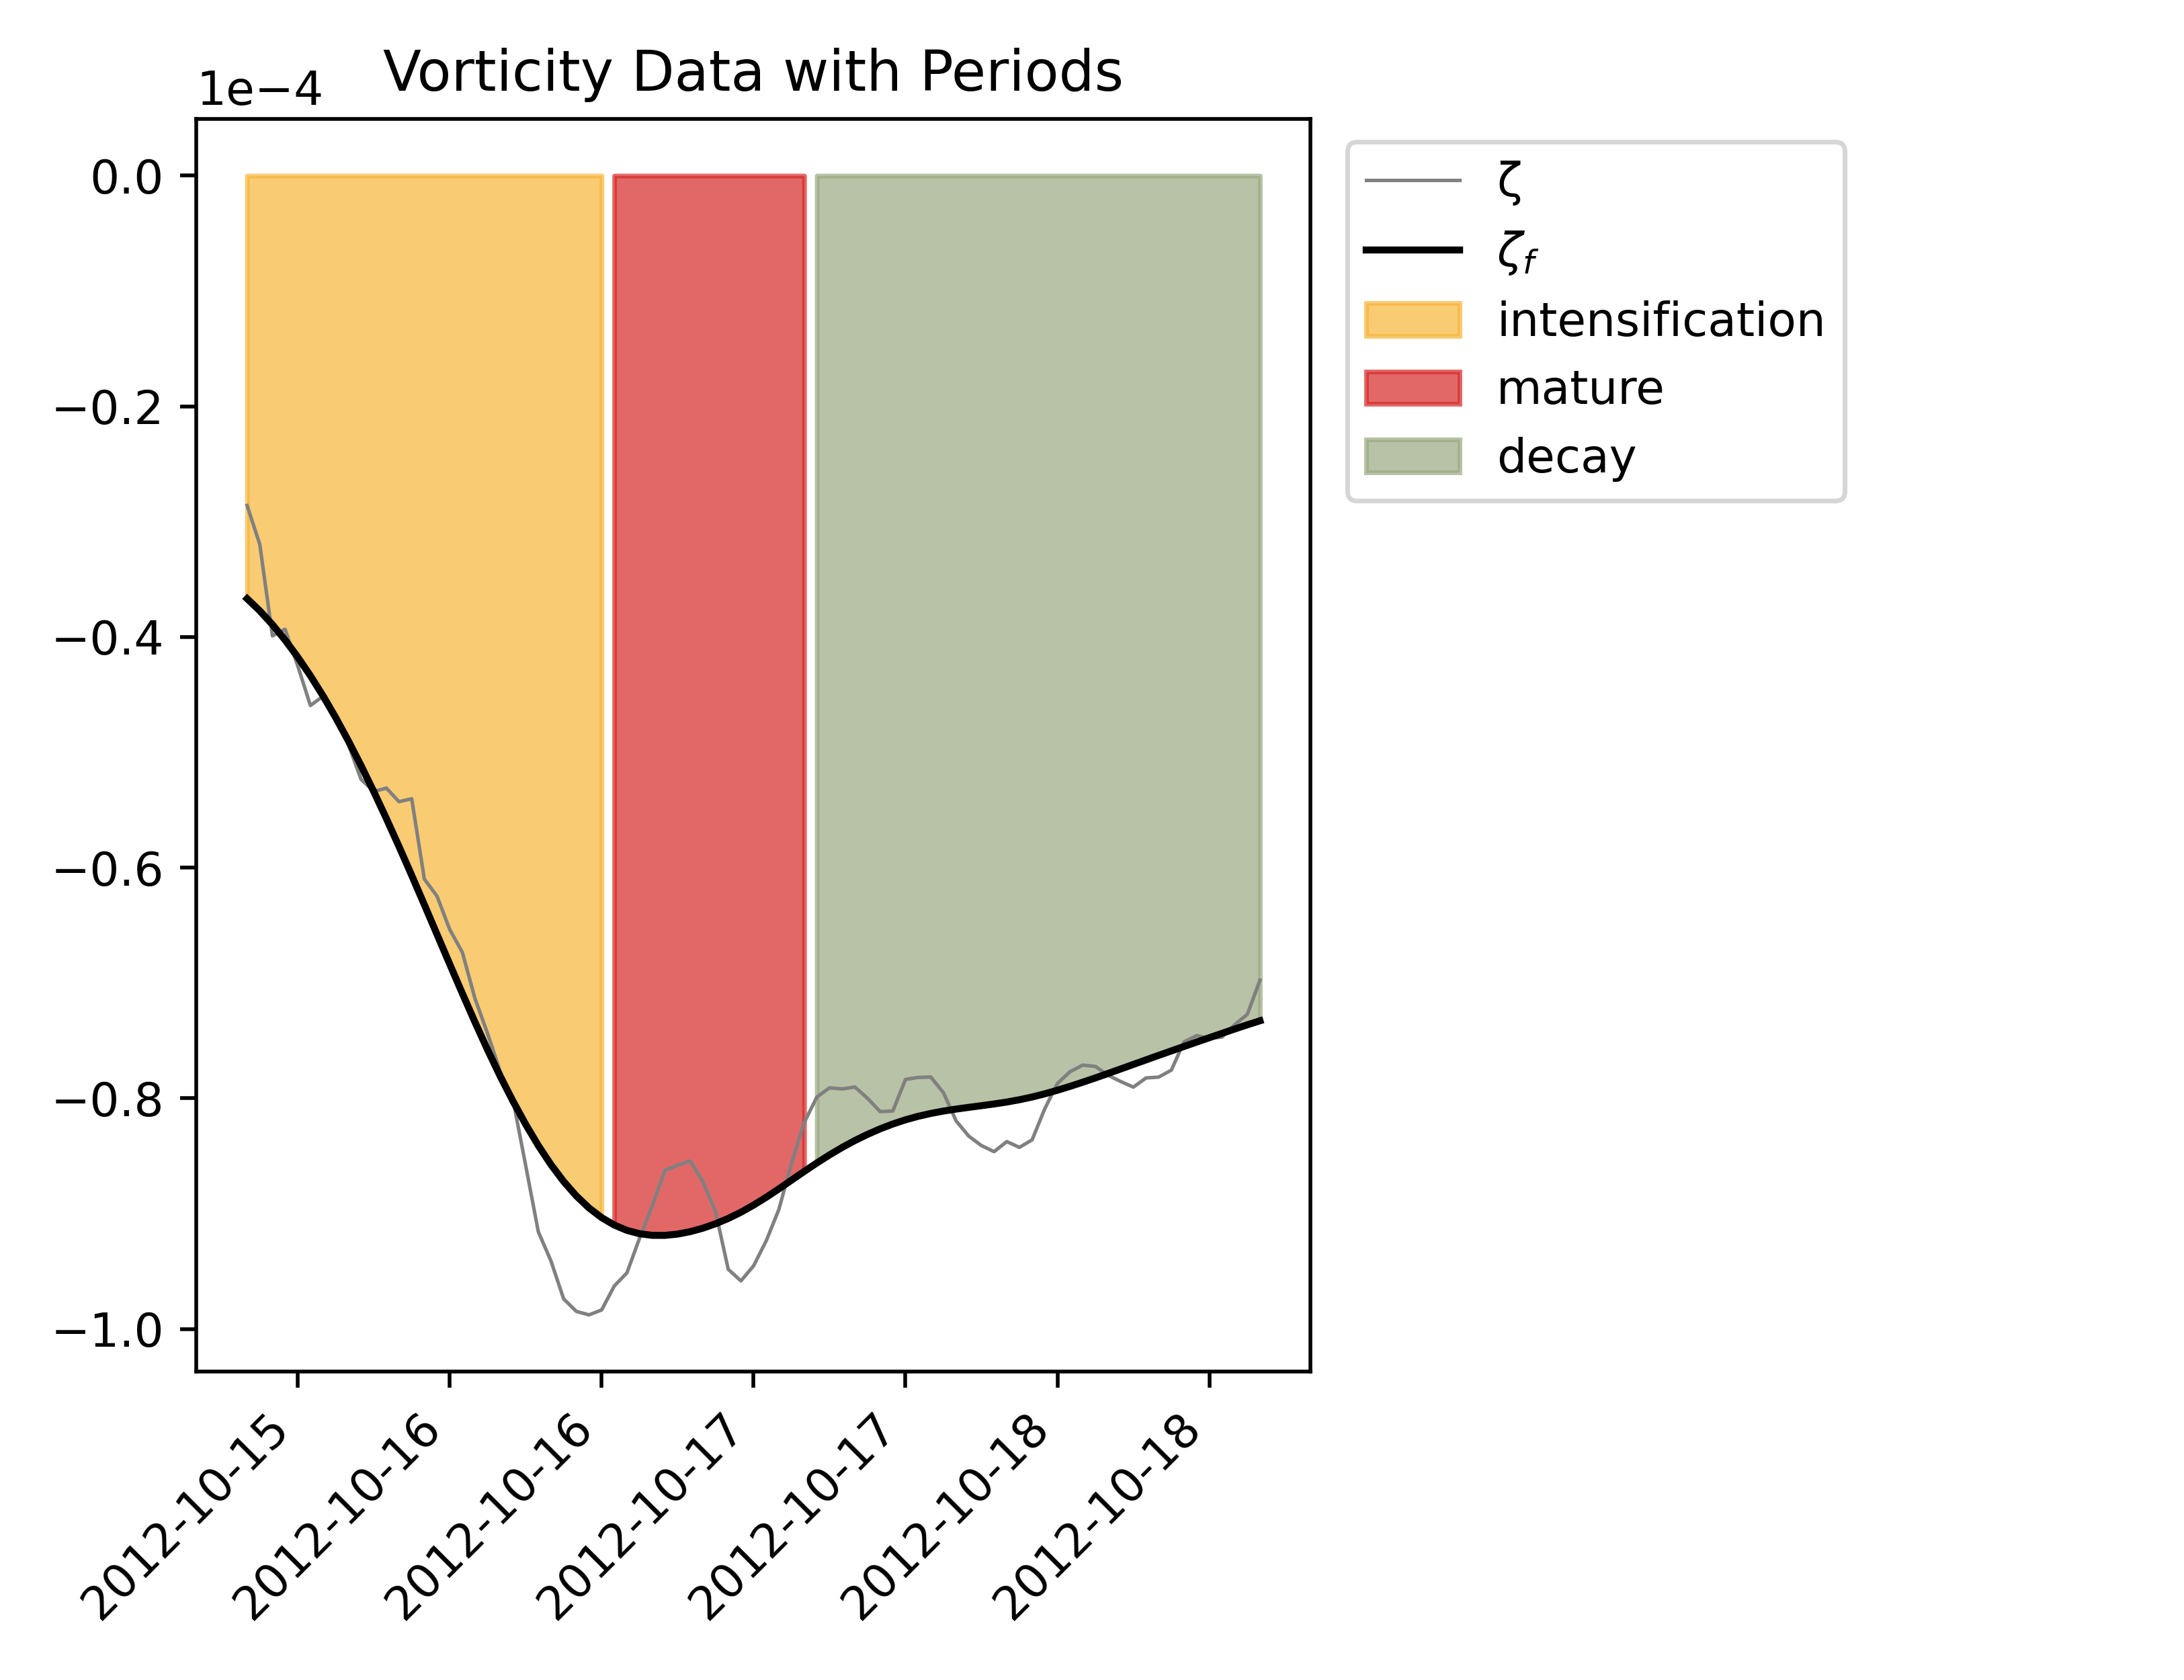 Vorticity Data with Periods
1e−4
0.0
−0.2
−0.4
−0.6
−0.8
−1.0
2012-10-15
2012-10-16
2012-10-16
2012-10-17
2012-10-17
2012-10-18
2012-10-18
ζ
ζf
intensification
mature
decay